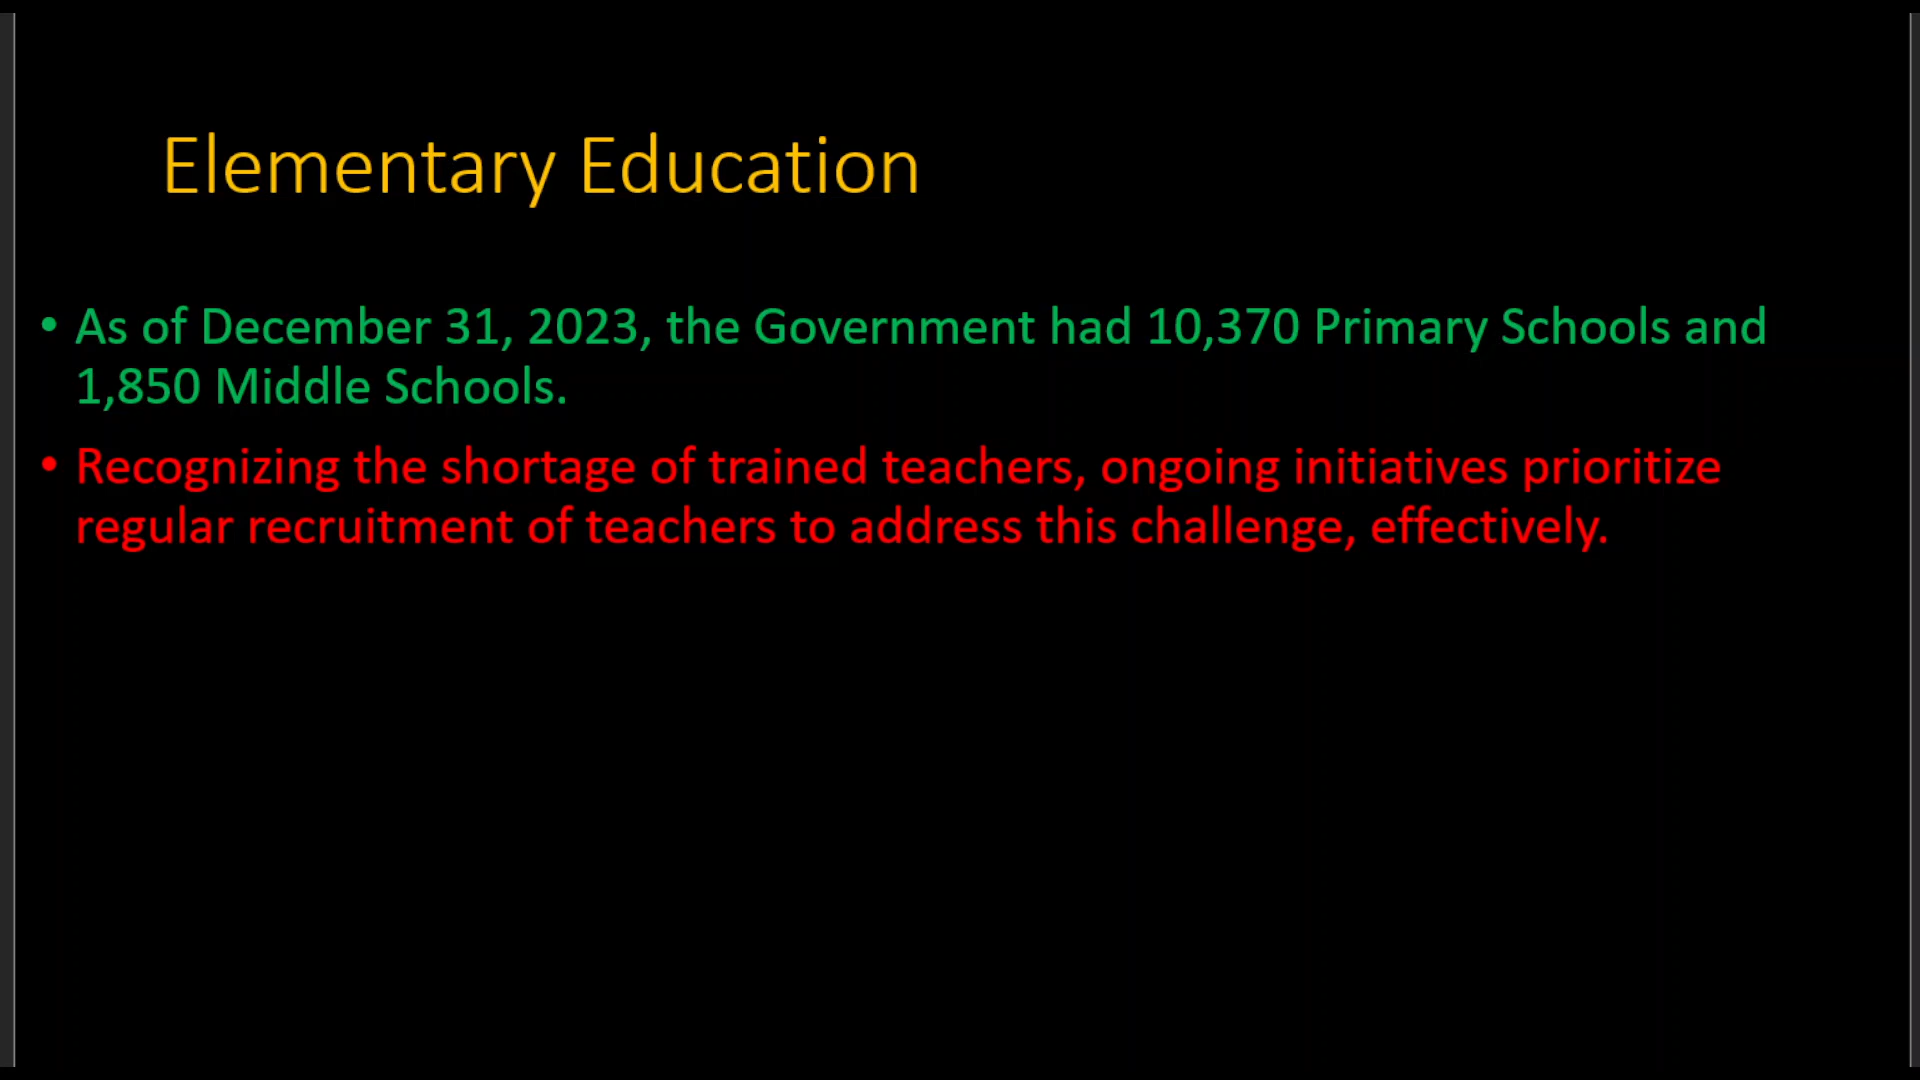 Elementary Education
• As of December 31, 2023, the Government had 10,370 Primary Schools and
1,850 Middle Schools.
• Recognizing the shortage of trained teachers, ongoing initiatives prioritize
regular recruitment of teachers to address this challenge, effectively.